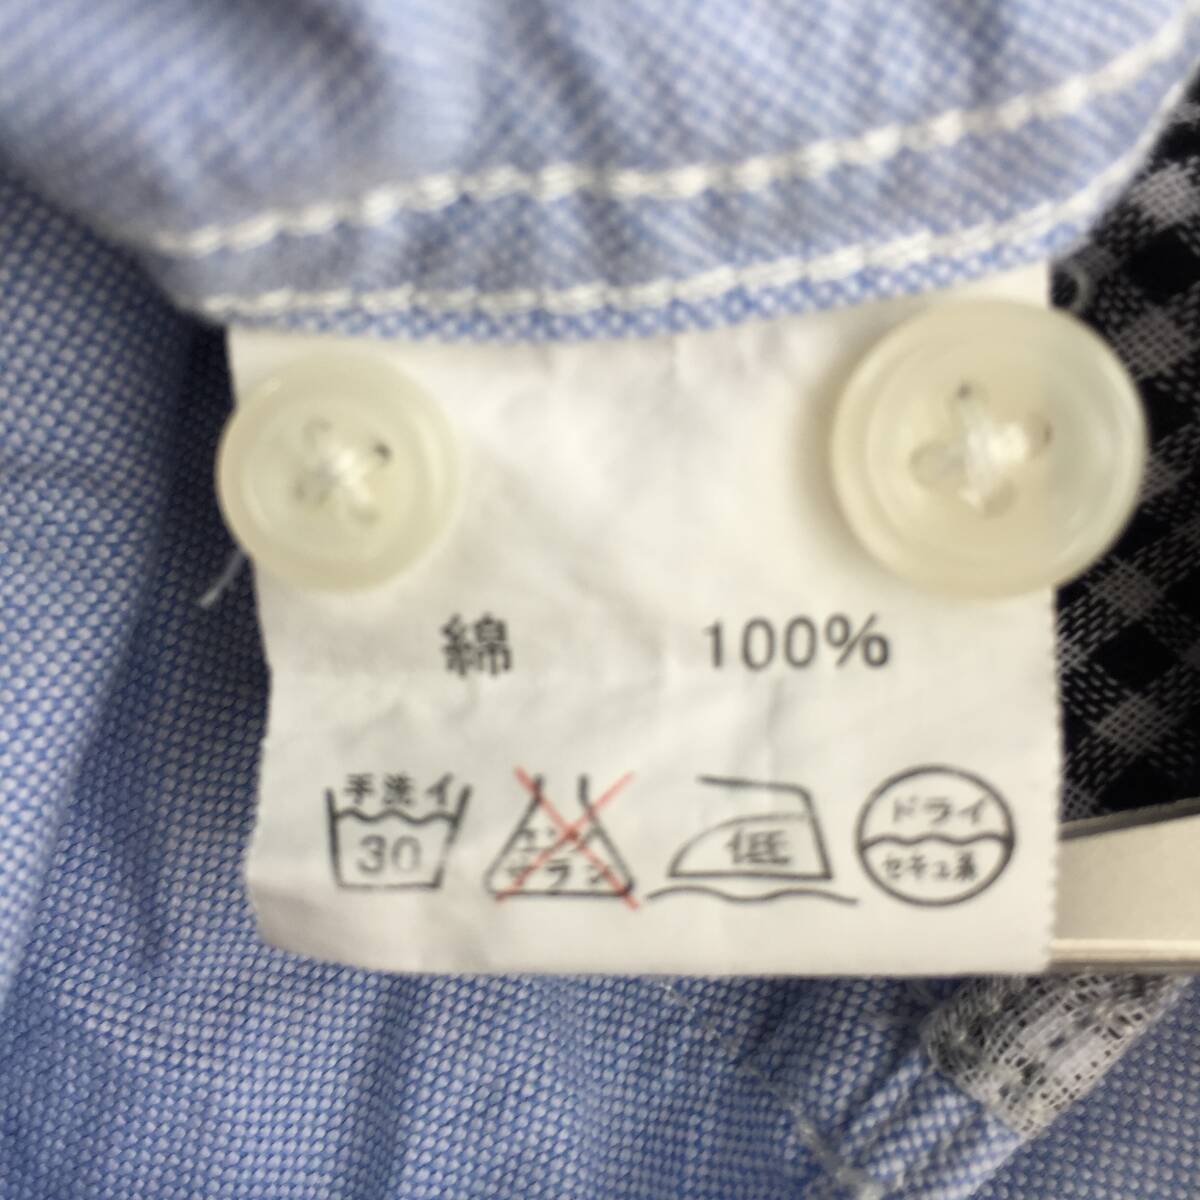 綿 100%
手洗イ 30
エンソ サラシ
低
ドライ セキユ系